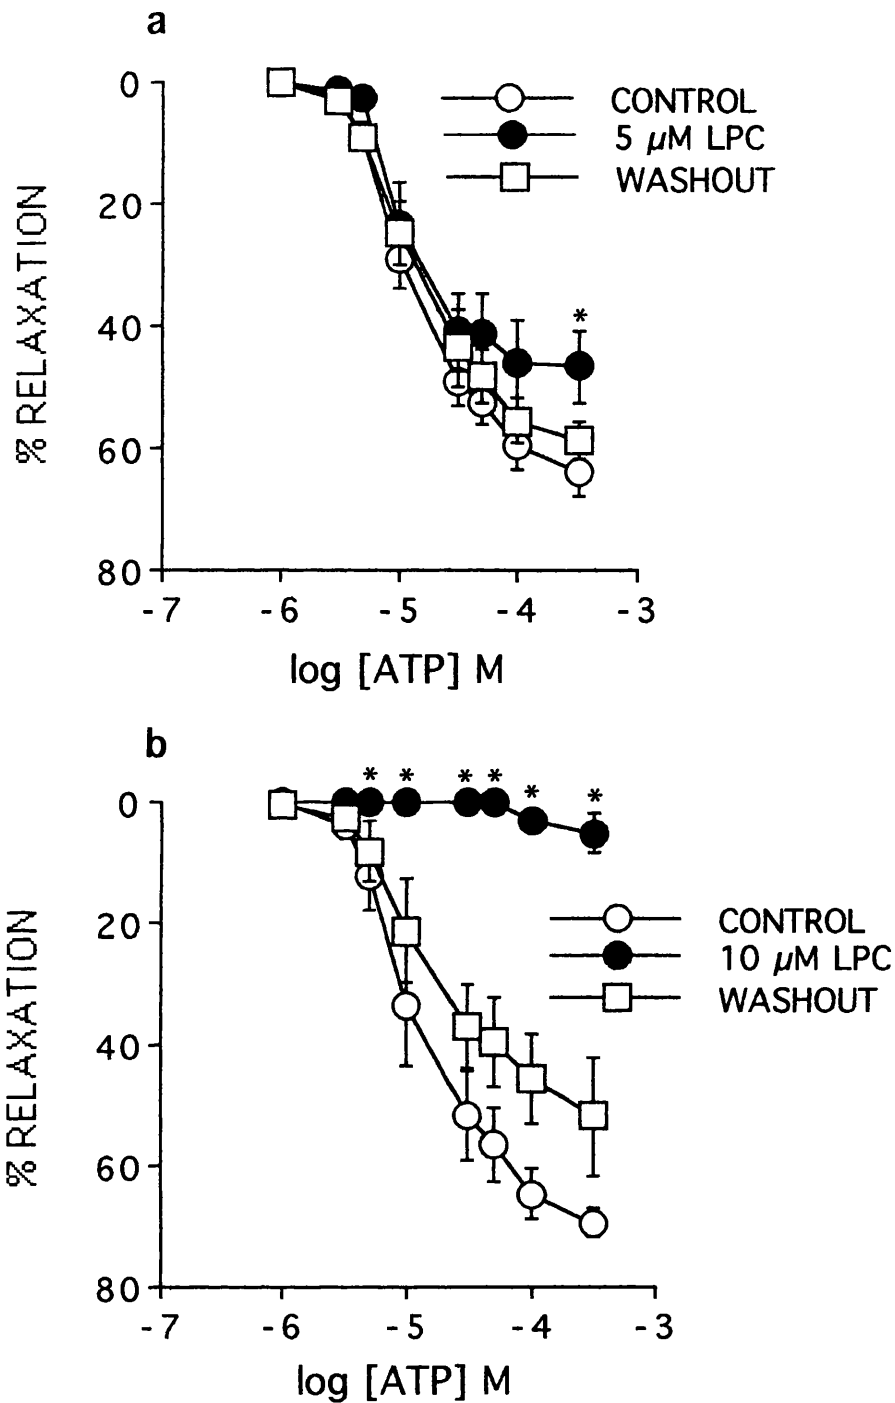 a
0
20
40
60
80
% RELAXATION
CONTROL
5 µM LPC
WASHOUT
*
-7 -6 -5 -4 -3
log [ATP] M
b
* * * * * *
0
20
40
60
80
% RELAXATION
CONTROL
10 µM LPC
WASHOUT
-7 -6 -5 -4 -3
log [ATP] M